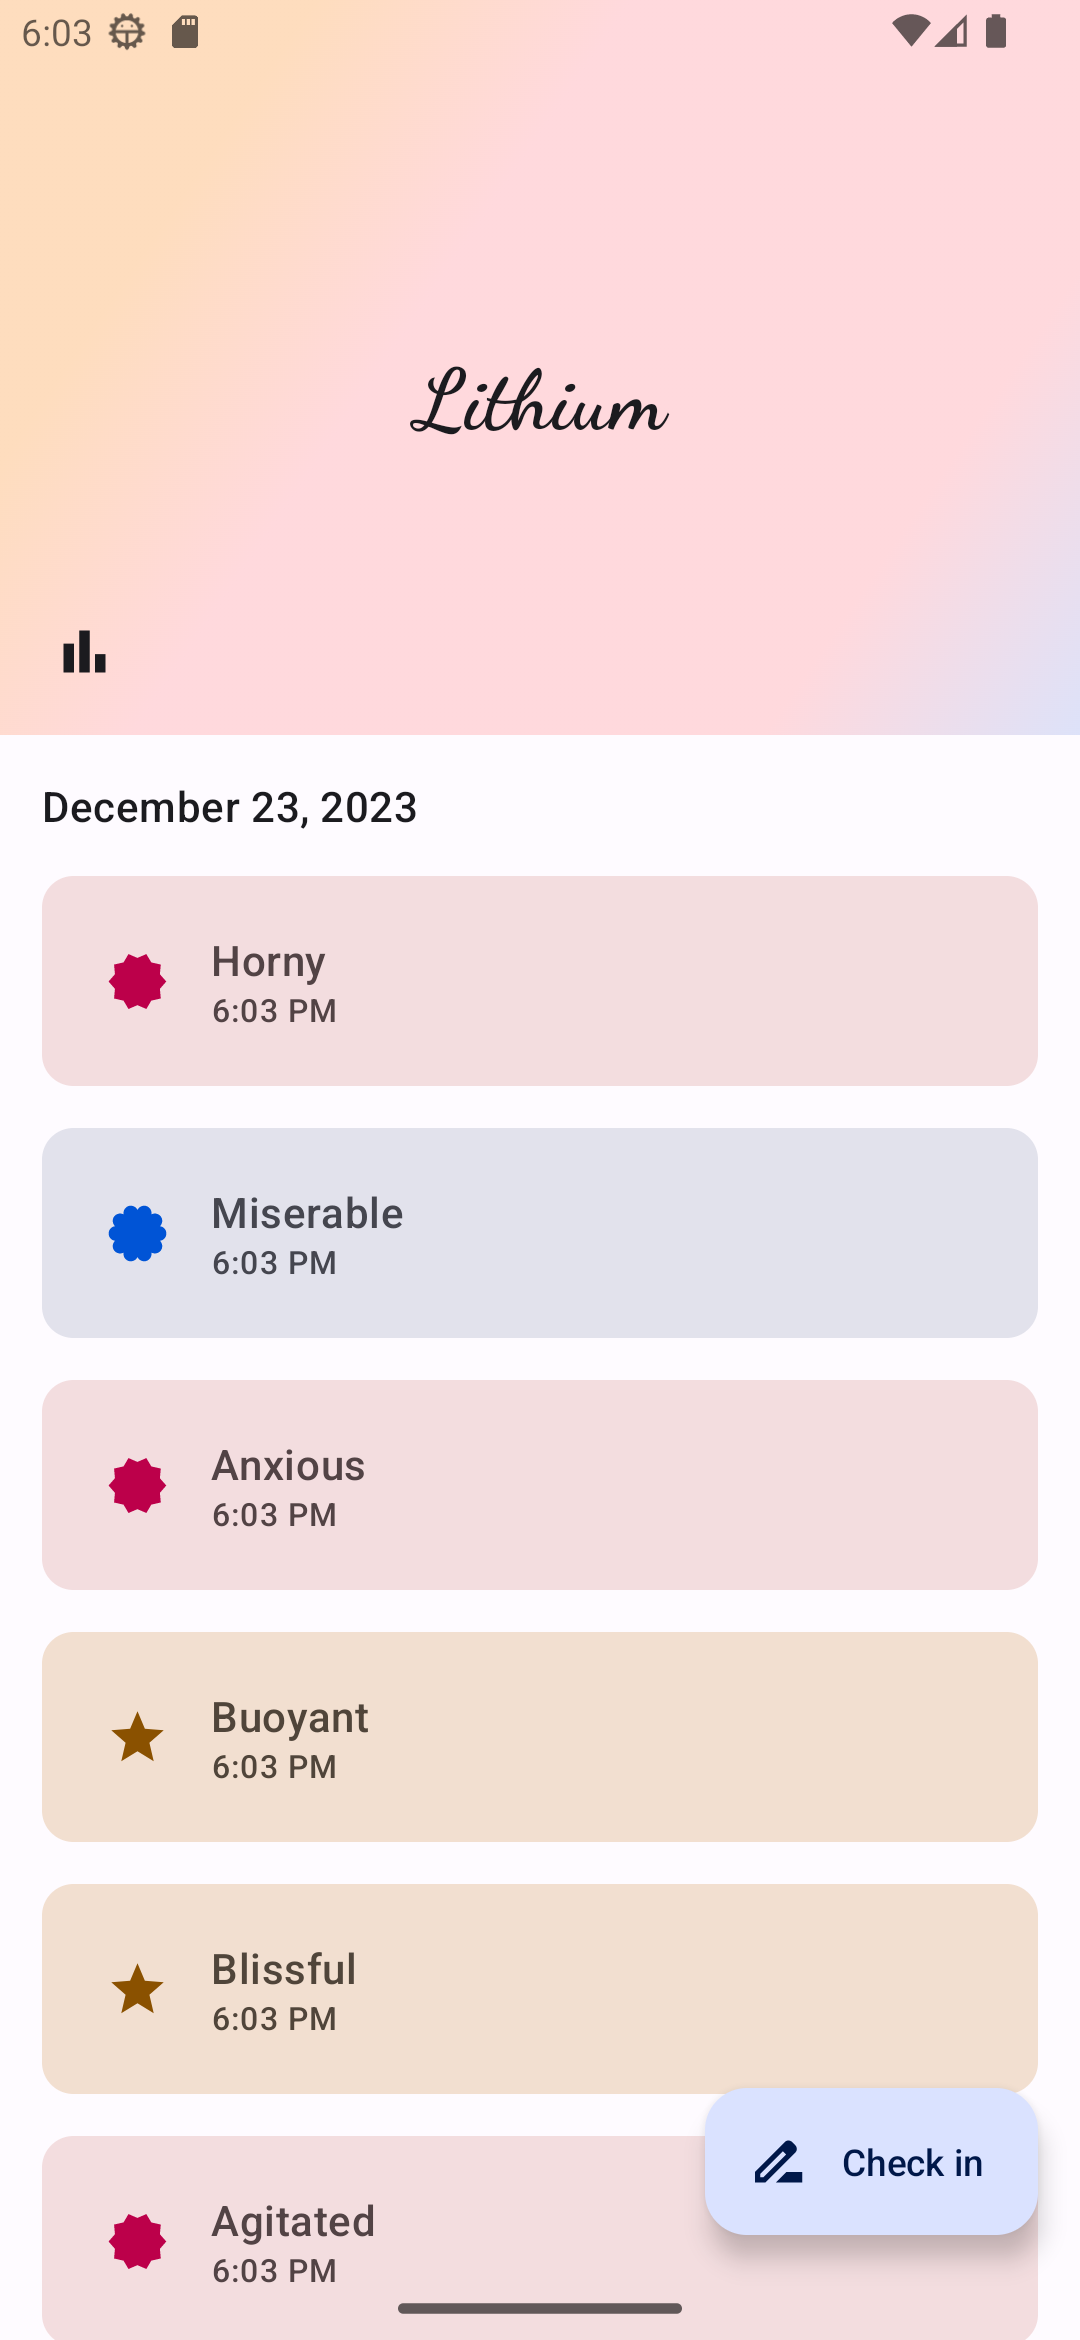 6:03
Lithium
December 23, 2023
Horny
6:03 PM
Miserable
6:03 PM
Anxious
6:03 PM
Buoyant
6:03 PM
Blissful
6:03 PM
Check in
Agitated
6:03 PM